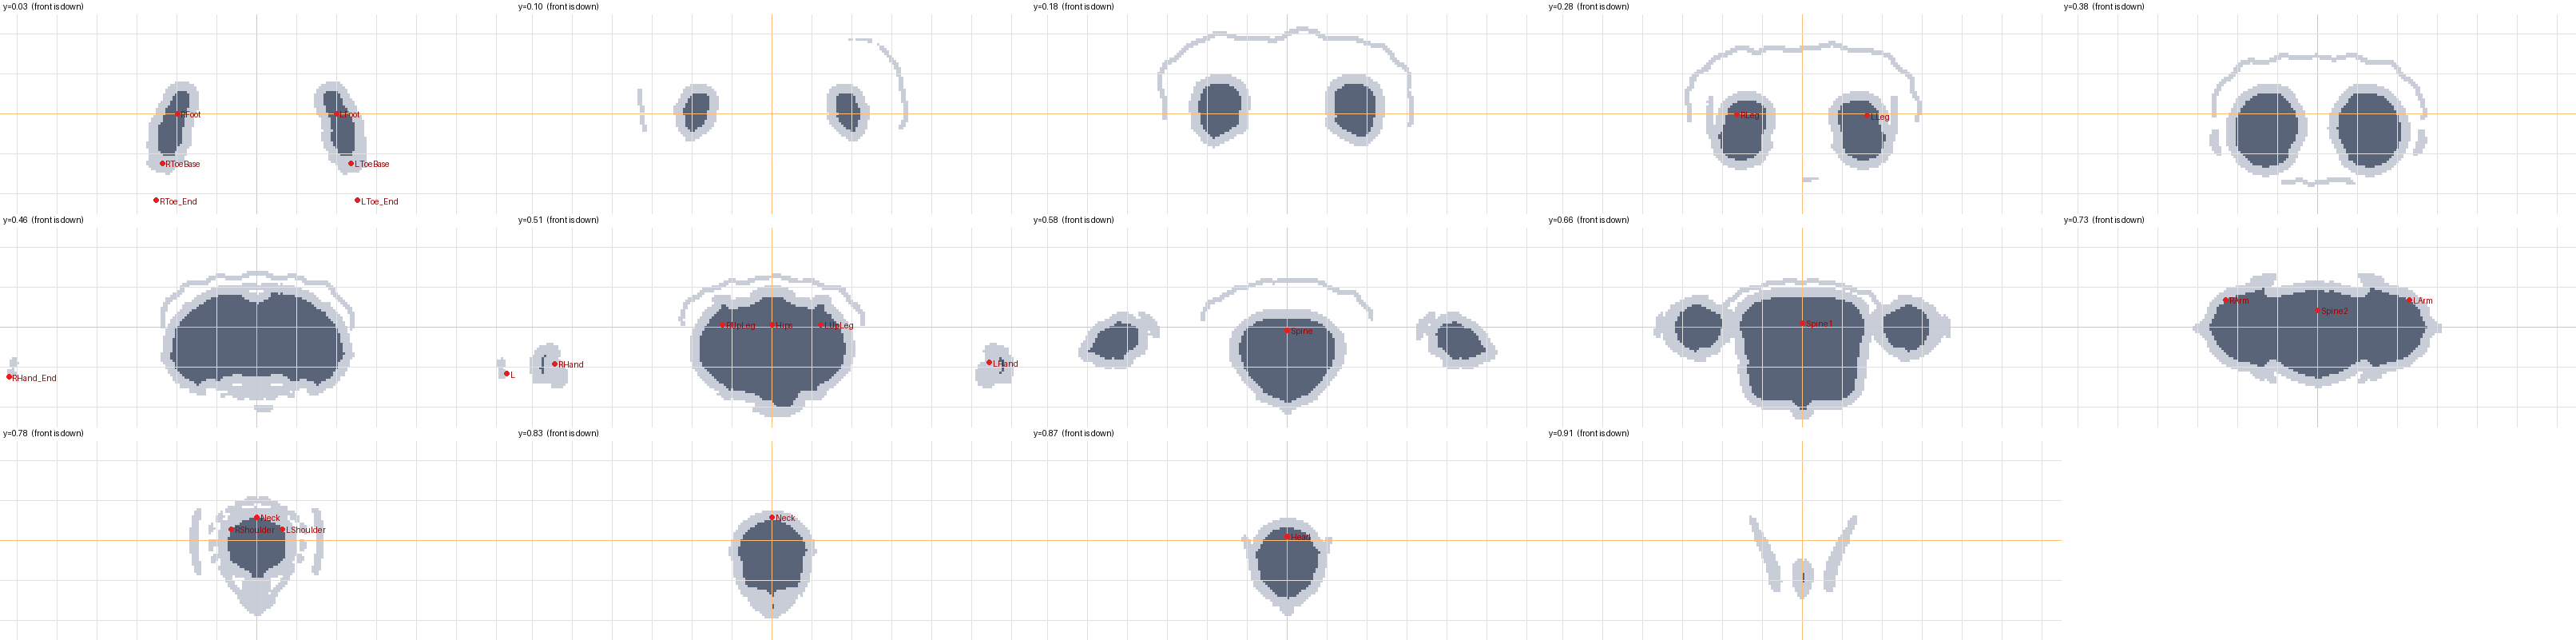 y=0.03 (front is down)
y=0.10 (front is down)
y=0.18 (front is down)
y=0.28 (front is down)
y=0.38 (front is down)
RFoot
LFoot
RToeBase
LToeBase
RToe_End
LToe_End
RLeg
LLeg
y=0.46 (front is down)
y=0.51 (front is down)
y=0.58 (front is down)
y=0.66 (front is down)
y=0.73 (front is down)
RHand_End
L
RHand
RUpLeg
Hips
LUpLeg
LHand
Spine
Spine1
RArm
LArm
Spine2
y=0.78 (front is down)
y=0.83 (front is down)
y=0.87 (front is down)
y=0.91 (front is down)
Neck
RShoulder
LShoulder
Neck
Head